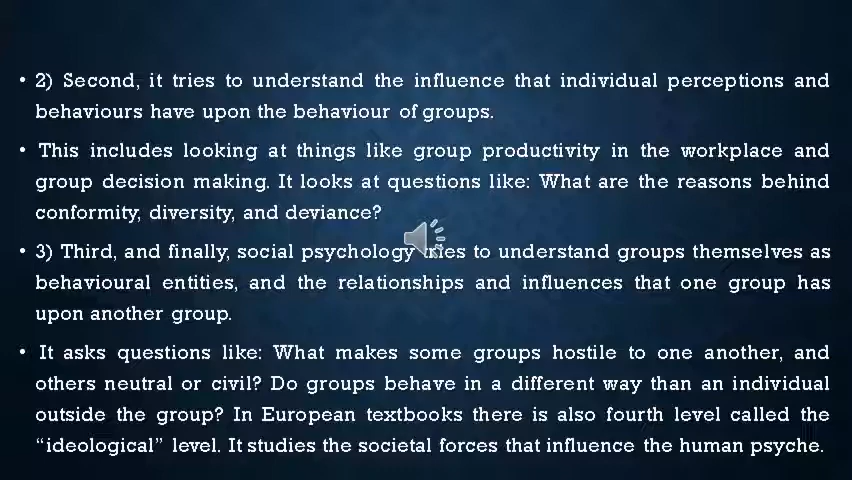 • 2) Second, it tries to understand the influence that individual perceptions and
behaviours have upon the behaviour of groups.
• This includes looking at things like group productivity in the workplace and
group decision making. It looks at questions like: What are the reasons behind
conformity, diversity, and deviance?
• 3) Third, and finally, social psychology tries to understand groups themselves as
behavioural entities, and the relationships and influences that one group has
upon another group.
• It asks questions like: What makes some groups hostile to one another, and
others neutral or civil? Do groups behave in a different way than an individual
outside the group? In European textbooks there is also fourth level called the
“ideological” level. It studies the societal forces that influence the human psyche.